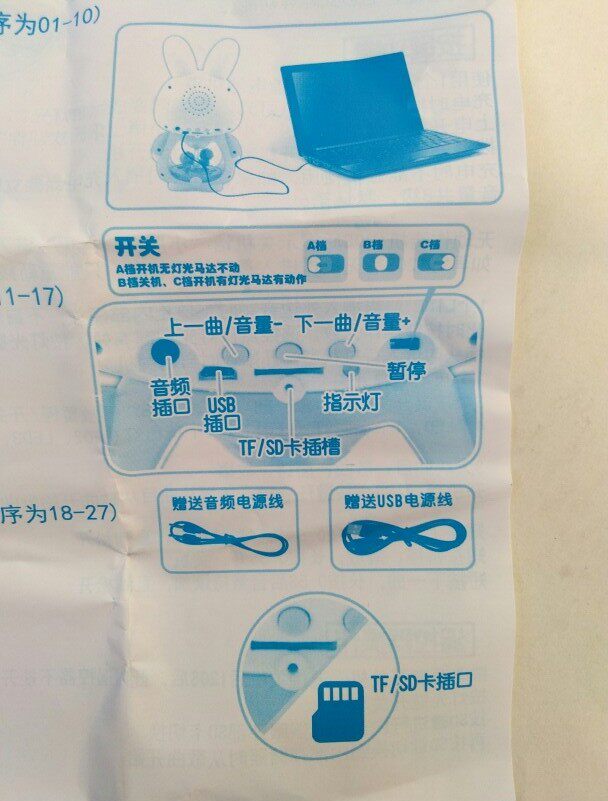 序为01-10)
开关
A档开机无灯光马达不动
B档关机、C档开机有灯光马达有动作
A档
B档
C档
1-17)
上一曲/音量-
下一曲/音量+
音频
插口
USB
插口
指示灯
暂停
TF/SD卡插槽
序为18-27)
赠送音频电源线
赠送USB电源线
TF/SD卡插口